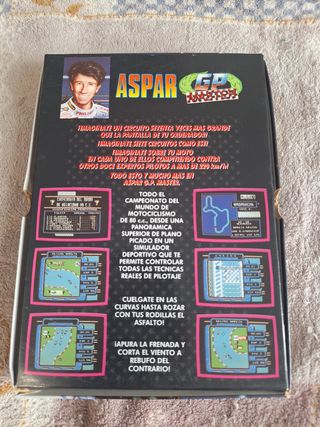 ASPAR G.P. MASTER
¡IMAGINATE UN CIRCUITO SETENTA VECES MAS GRANDE
QUE LA PANTALLA DE TU ORDENADOR!
¡IMAGINATE SIETE CIRCUITOS COMO ESE!
¡IMAGINATE SOBRE TU MOTO
EN CADA UNO DE ELLOS COMPITIENDO CONTRA
OTROS DOCE EXPERTOS PILOTOS A MAS DE 220 km/h!
TODO ESTO Y MUCHO MAS EN
ASPAR G.P. MASTER.
TODO EL
CAMPEONATO DEL
MUNDO DE
MOTOCICLISMO
DE 80 c.c., DESDE UNA
PANORAMICA
SUPERIOR DE PLANO
PICADO EN UN
SIMULADOR
DEPORTIVO QUE TE
PERMITE CONTROLAR
TODAS LAS TECNICAS
REALES DE PILOTAJE
CUELGATE EN LAS
CURVAS HASTA ROZAR
CON TUS RODILLAS EL
ASFALTO!
¡APURA LA FRENADA Y
CORTA EL VIENTO A
REBUFO DEL
CONTRARIO!